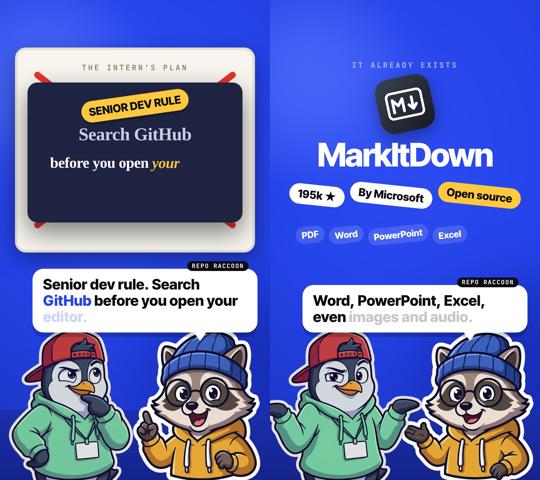 THE INTERN'S PLAN
SENIOR DEV RULE
Search GitHub
before you open your
REPO RACCOON
Senior dev rule. Search
GitHub before you open your
editor.
IT ALREADY EXISTS
M↓
MarkItDown
195k ★
By Microsoft
Open source
PDF
Word
PowerPoint
Excel
REPO RACCOON
Word, PowerPoint, Excel,
even images and audio.